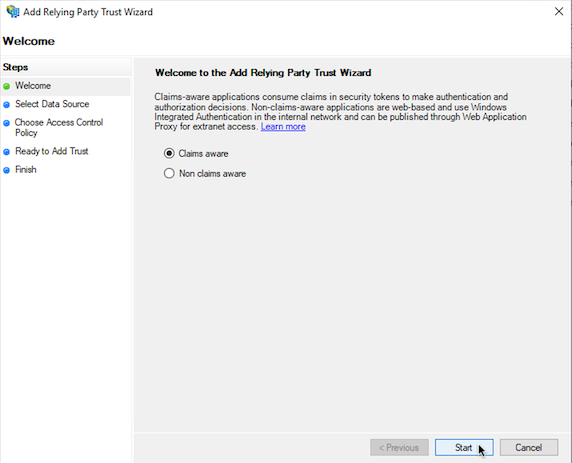 Add Relying Party Trust Wizard
Welcome
Steps
Welcome
Select Data Source
Choose Access Control
Policy
Ready to Add Trust
Finish
Welcome to the Add Relying Party Trust Wizard
Claims-aware applications consume claims in security tokens to make authentication and
authorization decisions. Non-claims-aware applications are web-based and use Windows
Integrated Authentication in the internal network and can be published through Web Application
Proxy for extranet access. Learn more
Claims aware
Non claims aware
< Previous
Start
Cancel